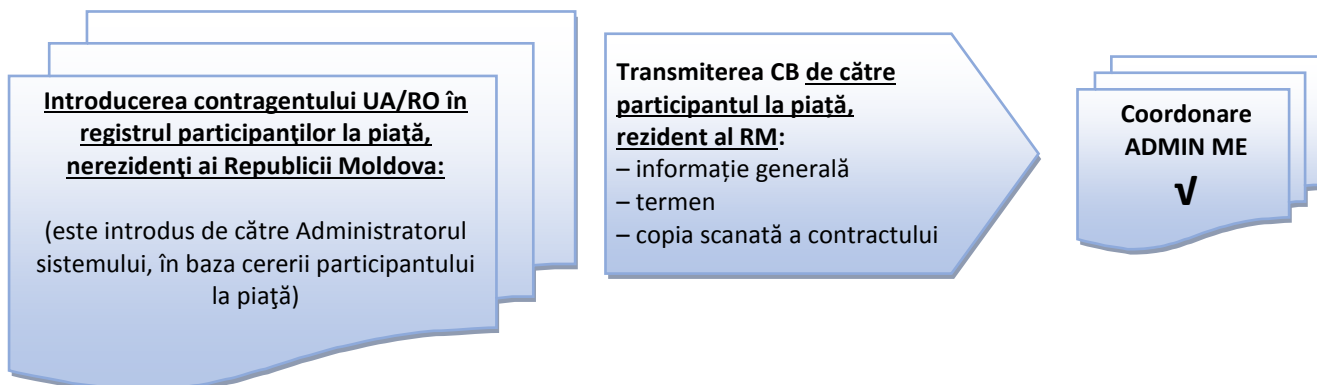 Introducerea contragentului UA/RO în
registrul participanţilor la piaţă,
nerezidenţi ai Republicii Moldova:
(este introdus de către Administratorul
sistemului, în baza cererii participantului
la piaţă)
Transmiterea CB de către
participantul la piaţă,
rezident al RM:
– informație generală
– termen
– copia scanată a contractului
Coordonare
ADMIN ME
√